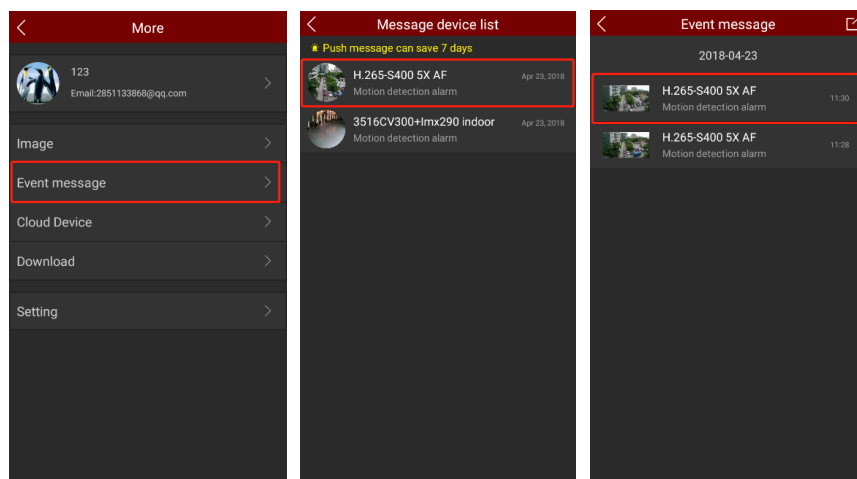 More
123
Email:2851133868@qq.com
Image
Event message
Cloud Device
Download
Setting
Message device list
Push message can save 7 days
H.265-S400 5X AF
Apr 23, 2018
Motion detection alarm
3516CV300+Imx290 indoor
Apr 23, 2018
Motion detection alarm
Event message
2018-04-23
H.265-S400 5X AF
Motion detection alarm
11:30
H.265-S400 5X AF
Motion detection alarm
11:28